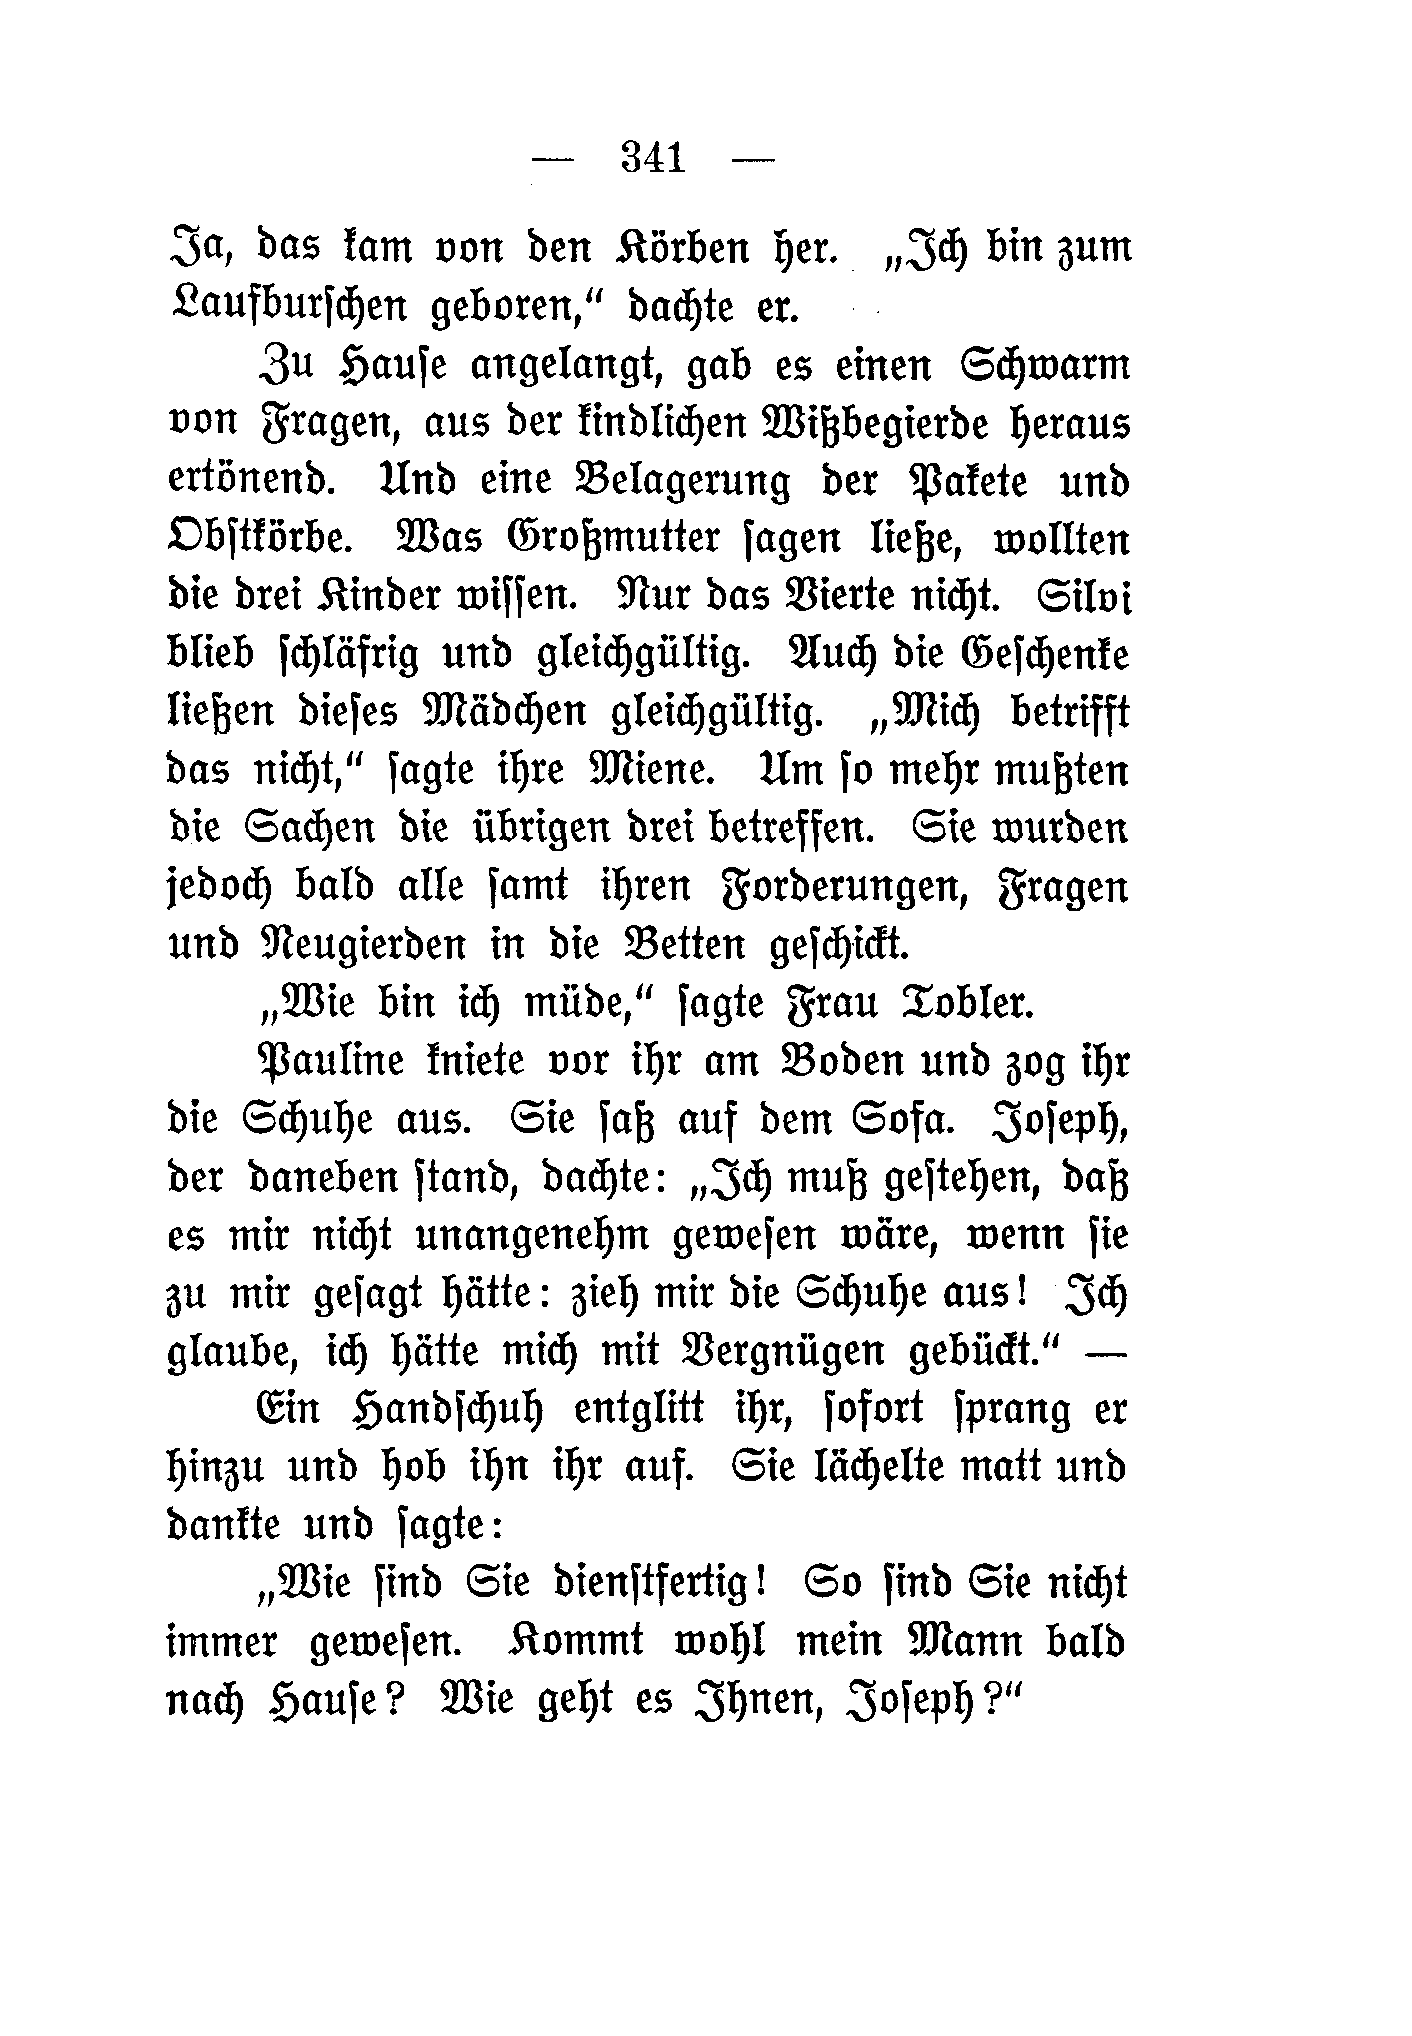 — 341 —
Ja, das kam von den Körben her. „Ich bin zum
Laufburschen geboren,“ dachte er.
Zu Hause angelangt, gab es einen Schwarm
von Fragen, aus der kindlichen Wißbegierde heraus
ertönend. Und eine Belagerung der Pakete und
Obstkörbe. Was Großmutter sagen ließe, wollten
die drei Kinder wissen. Nur das Vierte nicht. Silvi
blieb schläfrig und gleichgültig. Auch die Geschenke
ließen dieses Mädchen gleichgültig. „Mich betrifft
das nicht,“ sagte ihre Miene. Um so mehr mußten
die Sachen die übrigen drei betreffen. Sie wurden
jedoch bald alle samt ihren Forderungen, Fragen
und Neugierden in die Betten geschickt.
„Wie bin ich müde,“ sagte Frau Tobler.
Pauline kniete vor ihr am Boden und zog ihr
die Schuhe aus. Sie saß auf dem Sofa. Joseph,
der daneben stand, dachte: „Ich muß gestehen, daß
es mir nicht unangenehm gewesen wäre, wenn sie
zu mir gesagt hätte: zieh mir die Schuhe aus! Ich
glaube, ich hätte mich mit Vergnügen gebückt.“ —
Ein Handschuh entglitt ihr, sofort sprang er
hinzu und hob ihn ihr auf. Sie lächelte matt und
dankte und sagte:
„Wie sind Sie dienstfertig! So sind Sie nicht
immer gewesen. Kommt wohl mein Mann bald
nach Hause? Wie geht es Ihnen, Joseph?“